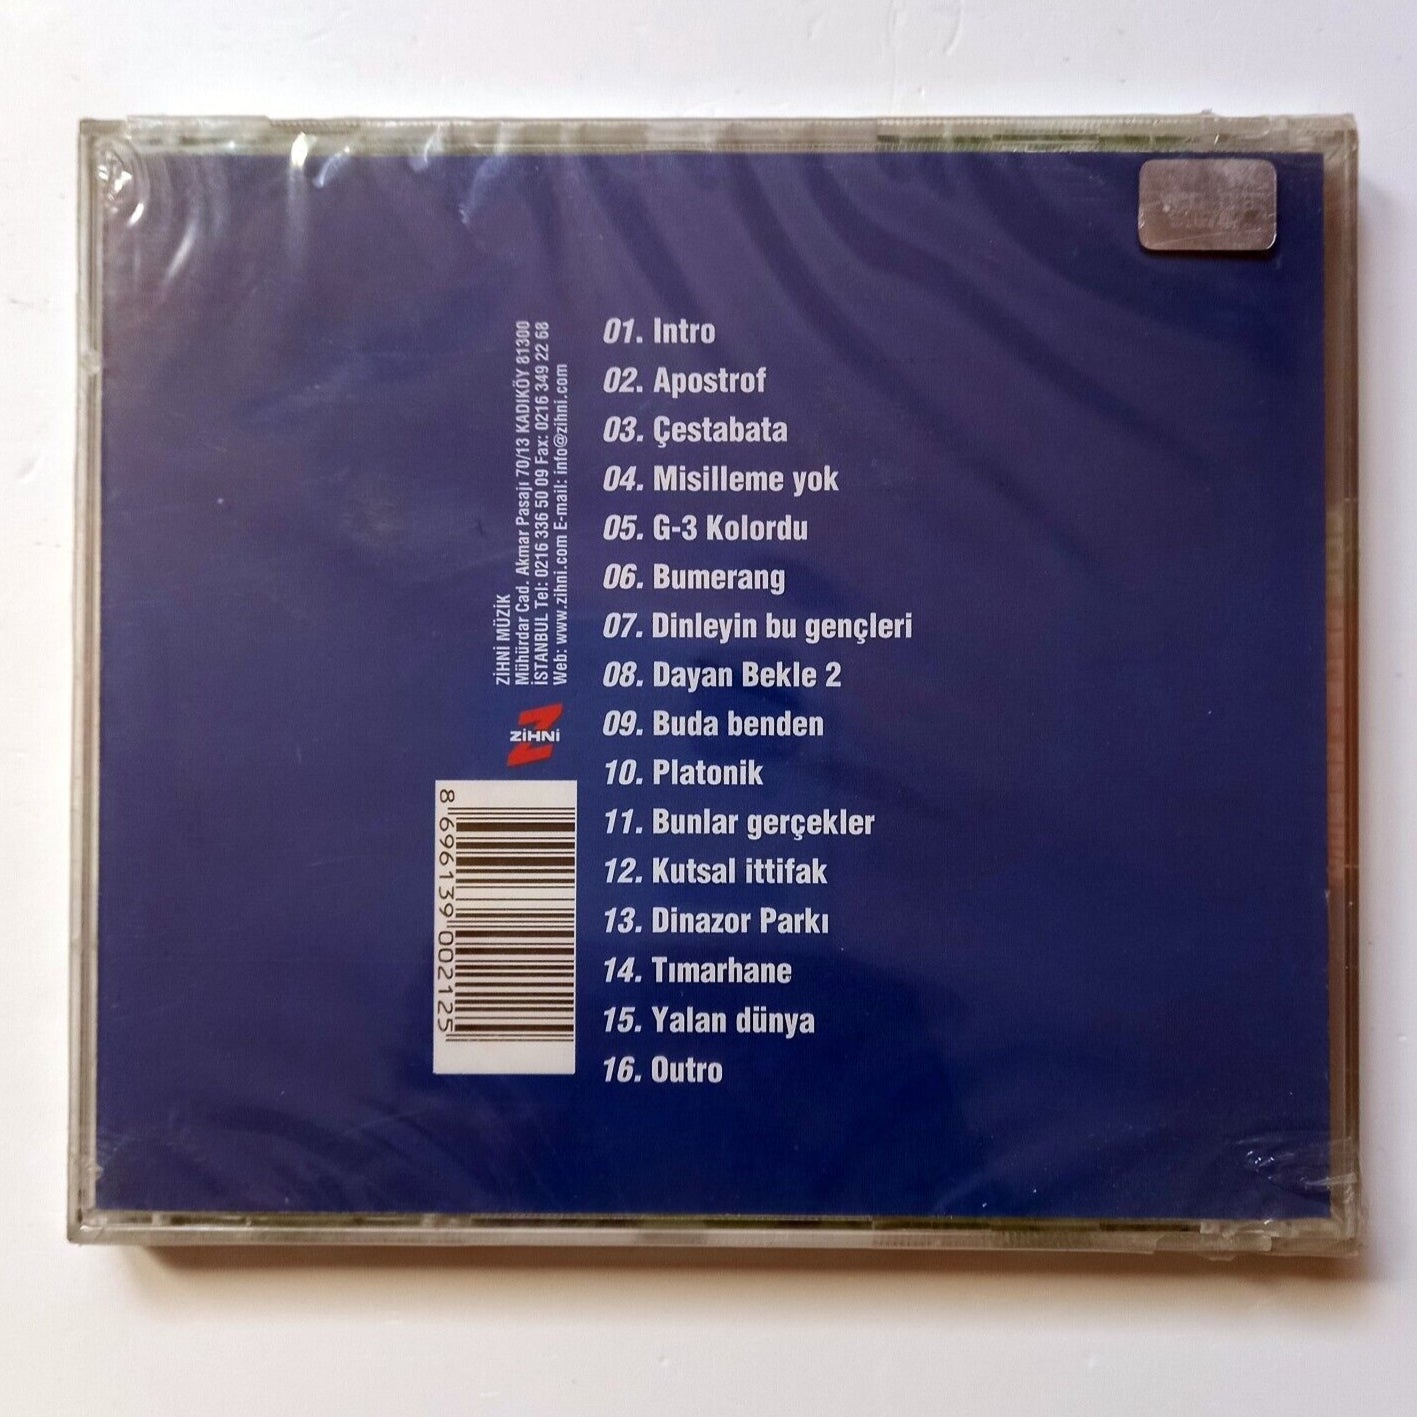 01. Intro
02. Apostrof
03. Çestabata
04. Misilleme yok
05. G-3 Kolordu
06. Bumerang
07. Dinleyin bu gençleri
08. Dayan Bekle 2
09. Buda benden
10. Platonik
11. Bunlar gerçekler
12. Kutsal ittifak
13. Dinazor Parkı
14. Tımarhane
15. Yalan dünya
16. Outro
ZİHNİ MÜZİK
Mühürdar Cad. Akmar Pasajı 70/13 KADIKÖY 81300
İSTANBUL Tel: 0216 336 50 09 Fax: 0216 349 22 68
Web: www.zihni.com E-mail: info@zihni.com
ZiHNi
8 696139 002125